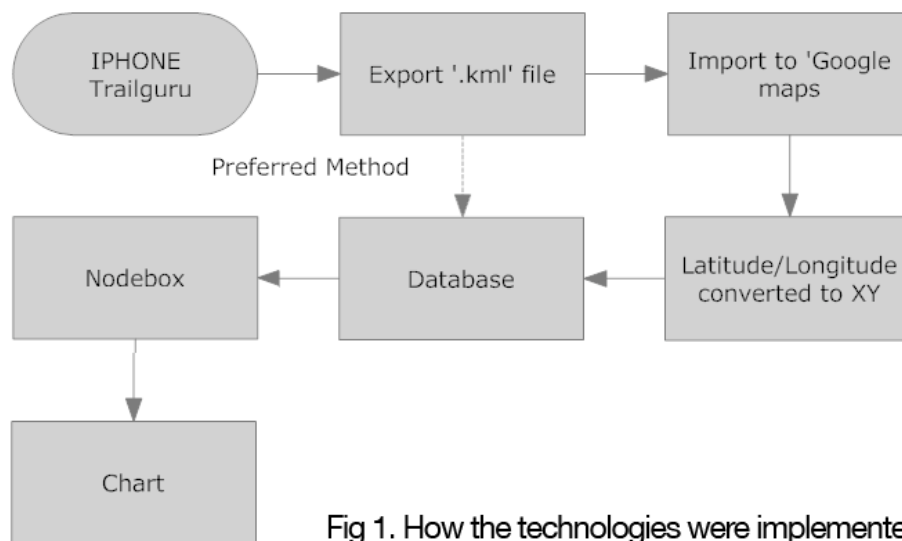 IPHONE
Trailguru
Export '.kml' file
Import to 'Google
maps
Preferred Method
Nodebox
Database
Latitude/Longitude
converted to XY
Chart
Fig 1. How the technologies were implemente